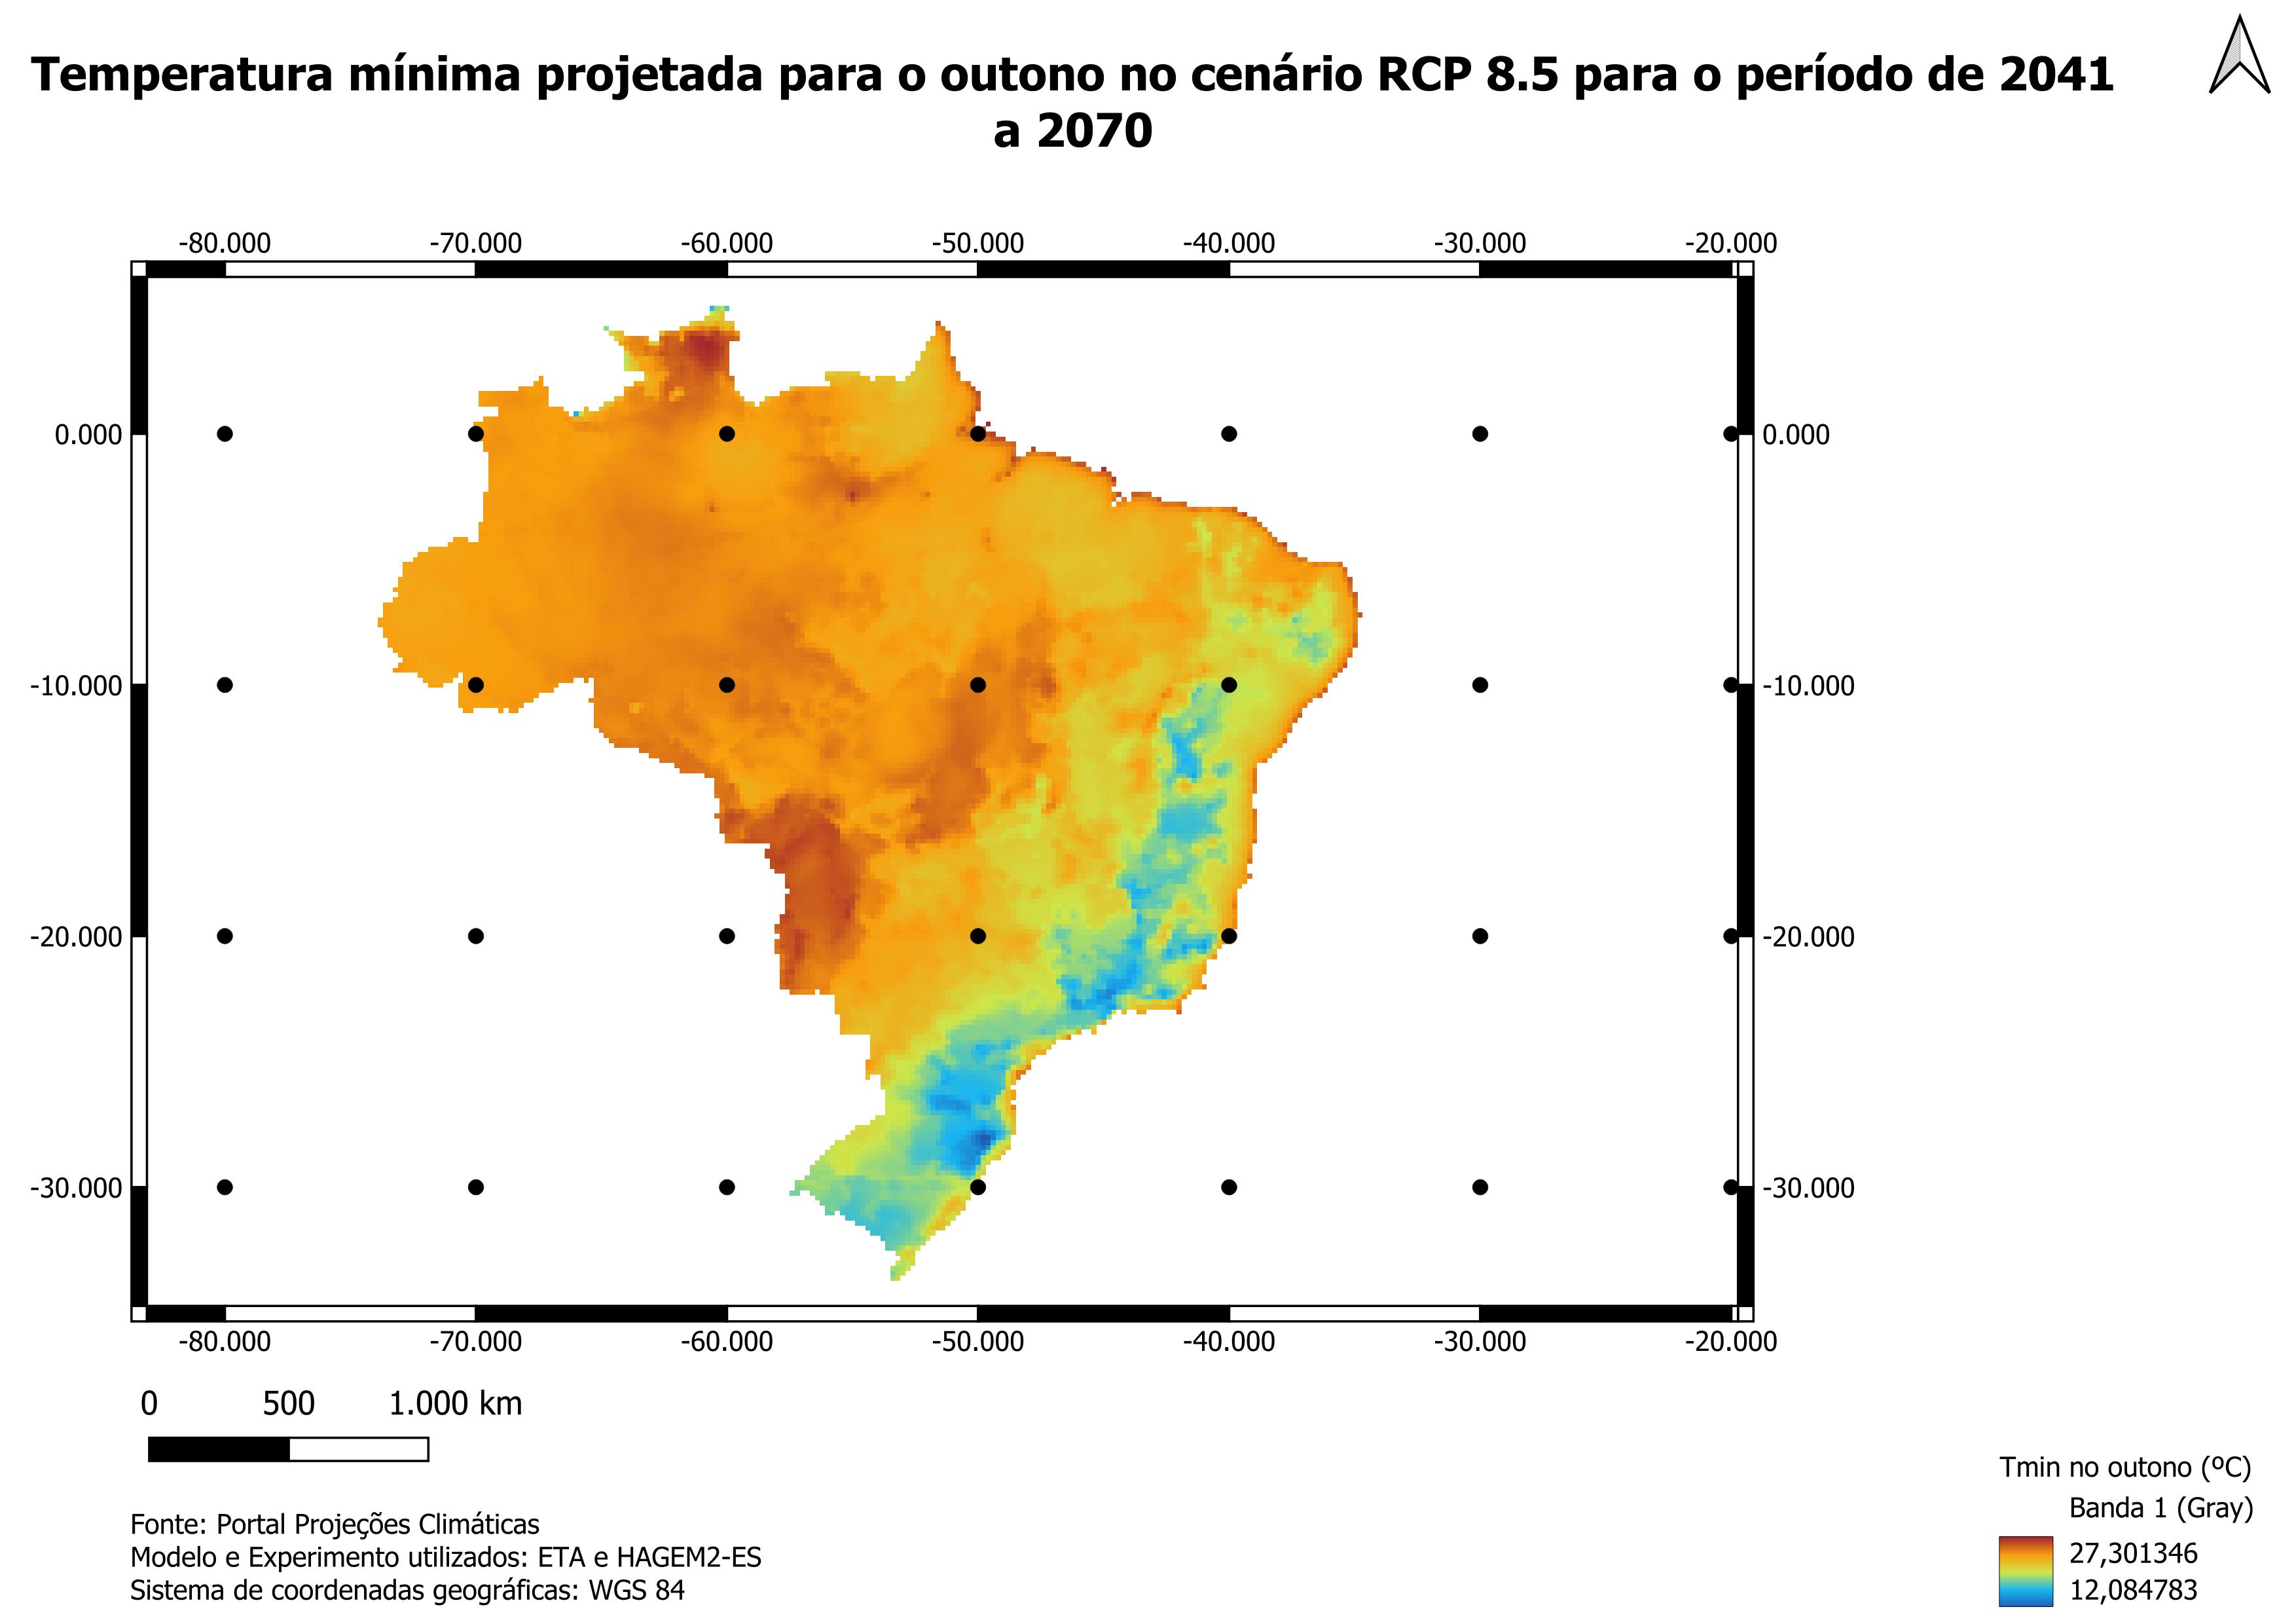 Temperatura mínima projetada para o outono no cenário RCP 8.5 para o período de 2041
a 2070
-80.000 -70.000 -60.000 -50.000 -40.000 -30.000 -20.000
0.000 0.000
-10.000 -10.000
-20.000 -20.000
-30.000 -30.000
-80.000 -70.000 -60.000 -50.000 -40.000 -30.000 -20.000
0 500 1.000 km
Fonte: Portal Projeções Climáticas
Modelo e Experimento utilizados: ETA e HAGEM2-ES
Sistema de coordenadas geográficas: WGS 84
Tmin no outono (ºC)
Banda 1 (Gray)
27,301346
12,084783